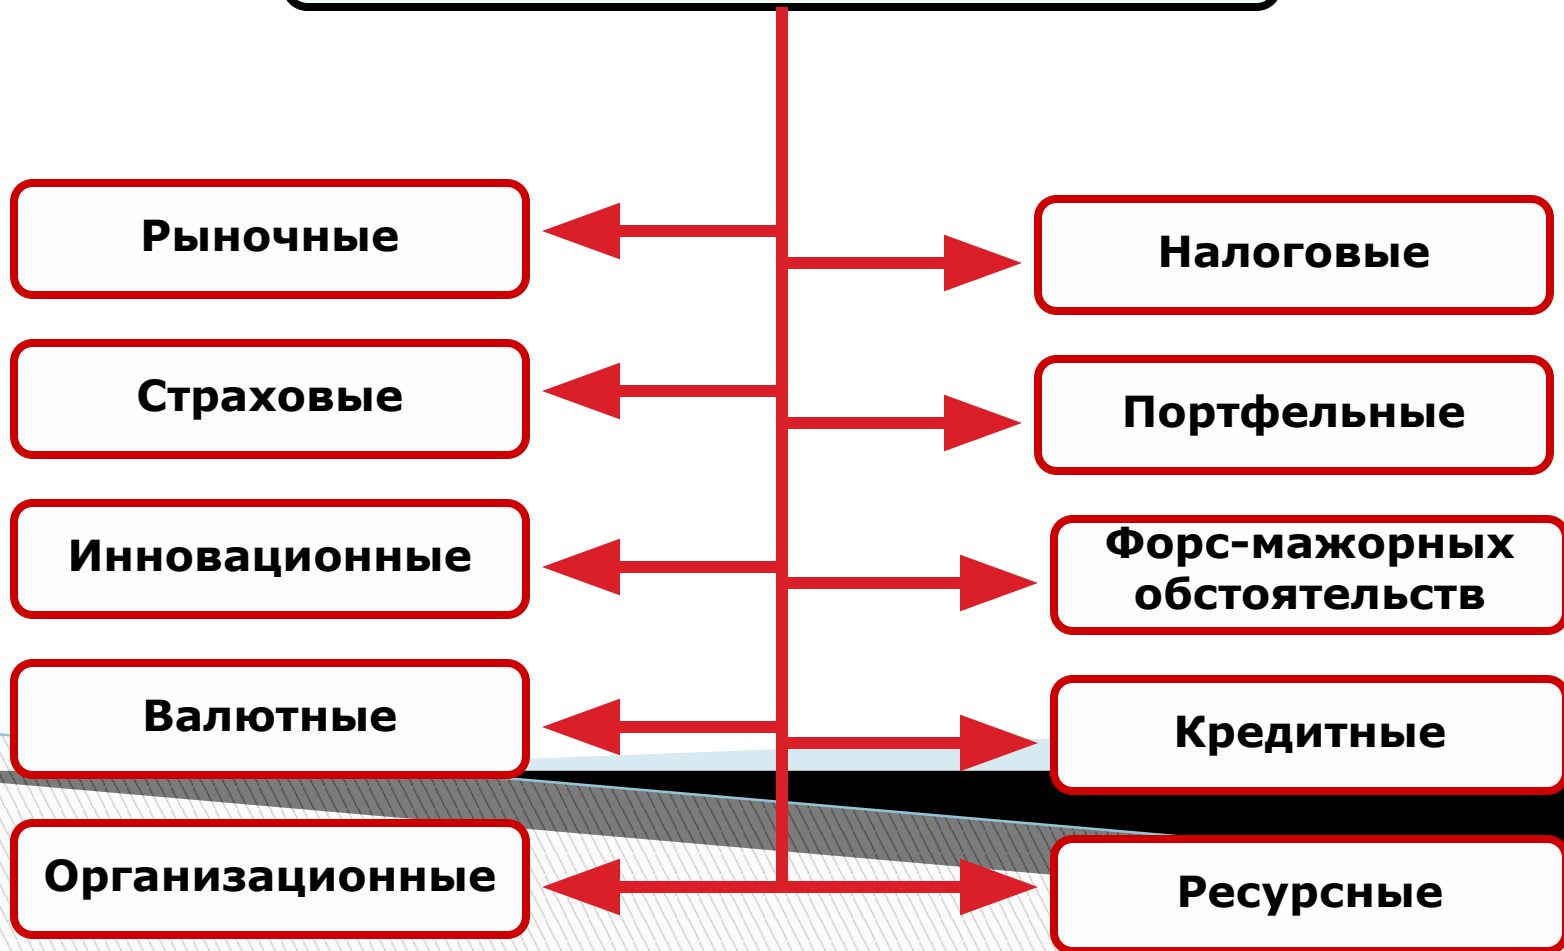 Рыночные
Налоговые
Страховые
Портфельные
Инновационные
Форс-мажорных
обстоятельств
Валютные
Кредитные
Организационные
Ресурсные